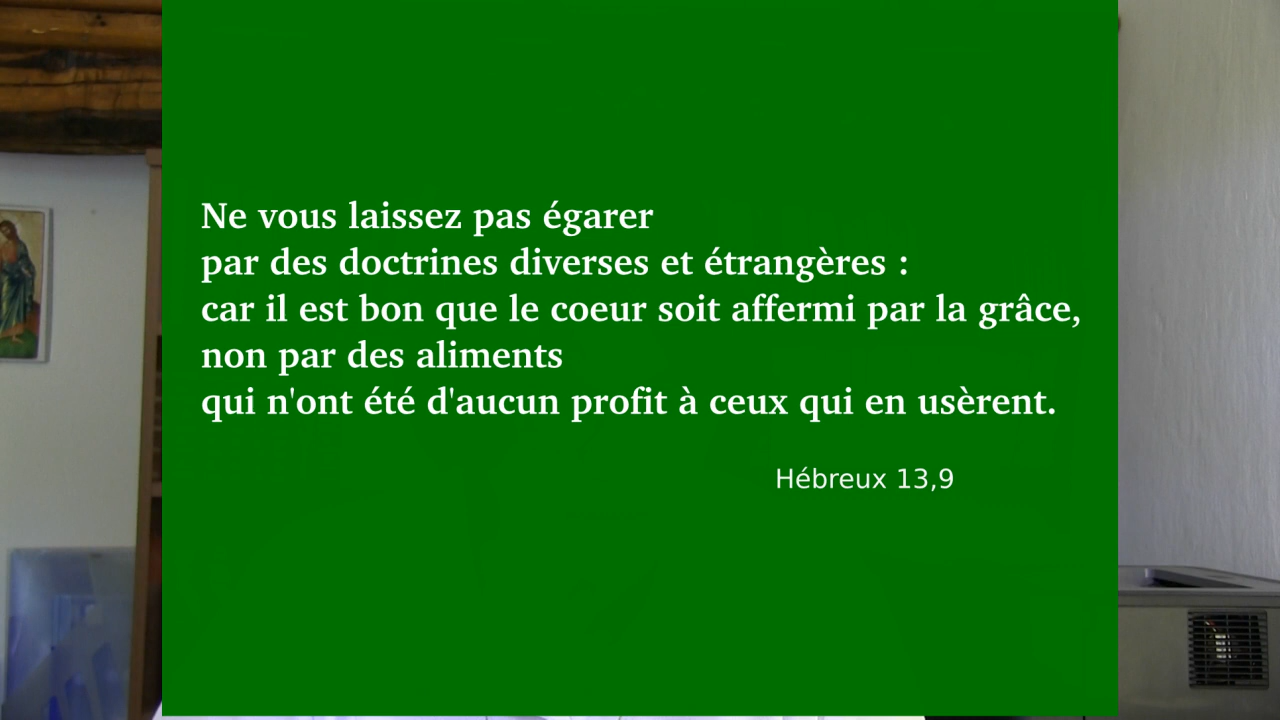 Ne vous laissez pas égarer
par des doctrines diverses et étrangères :
car il est bon que le coeur soit affermi par la grâce,
non par des aliments
qui n'ont été d'aucun profit à ceux qui en usèrent.
Hébreux 13,9